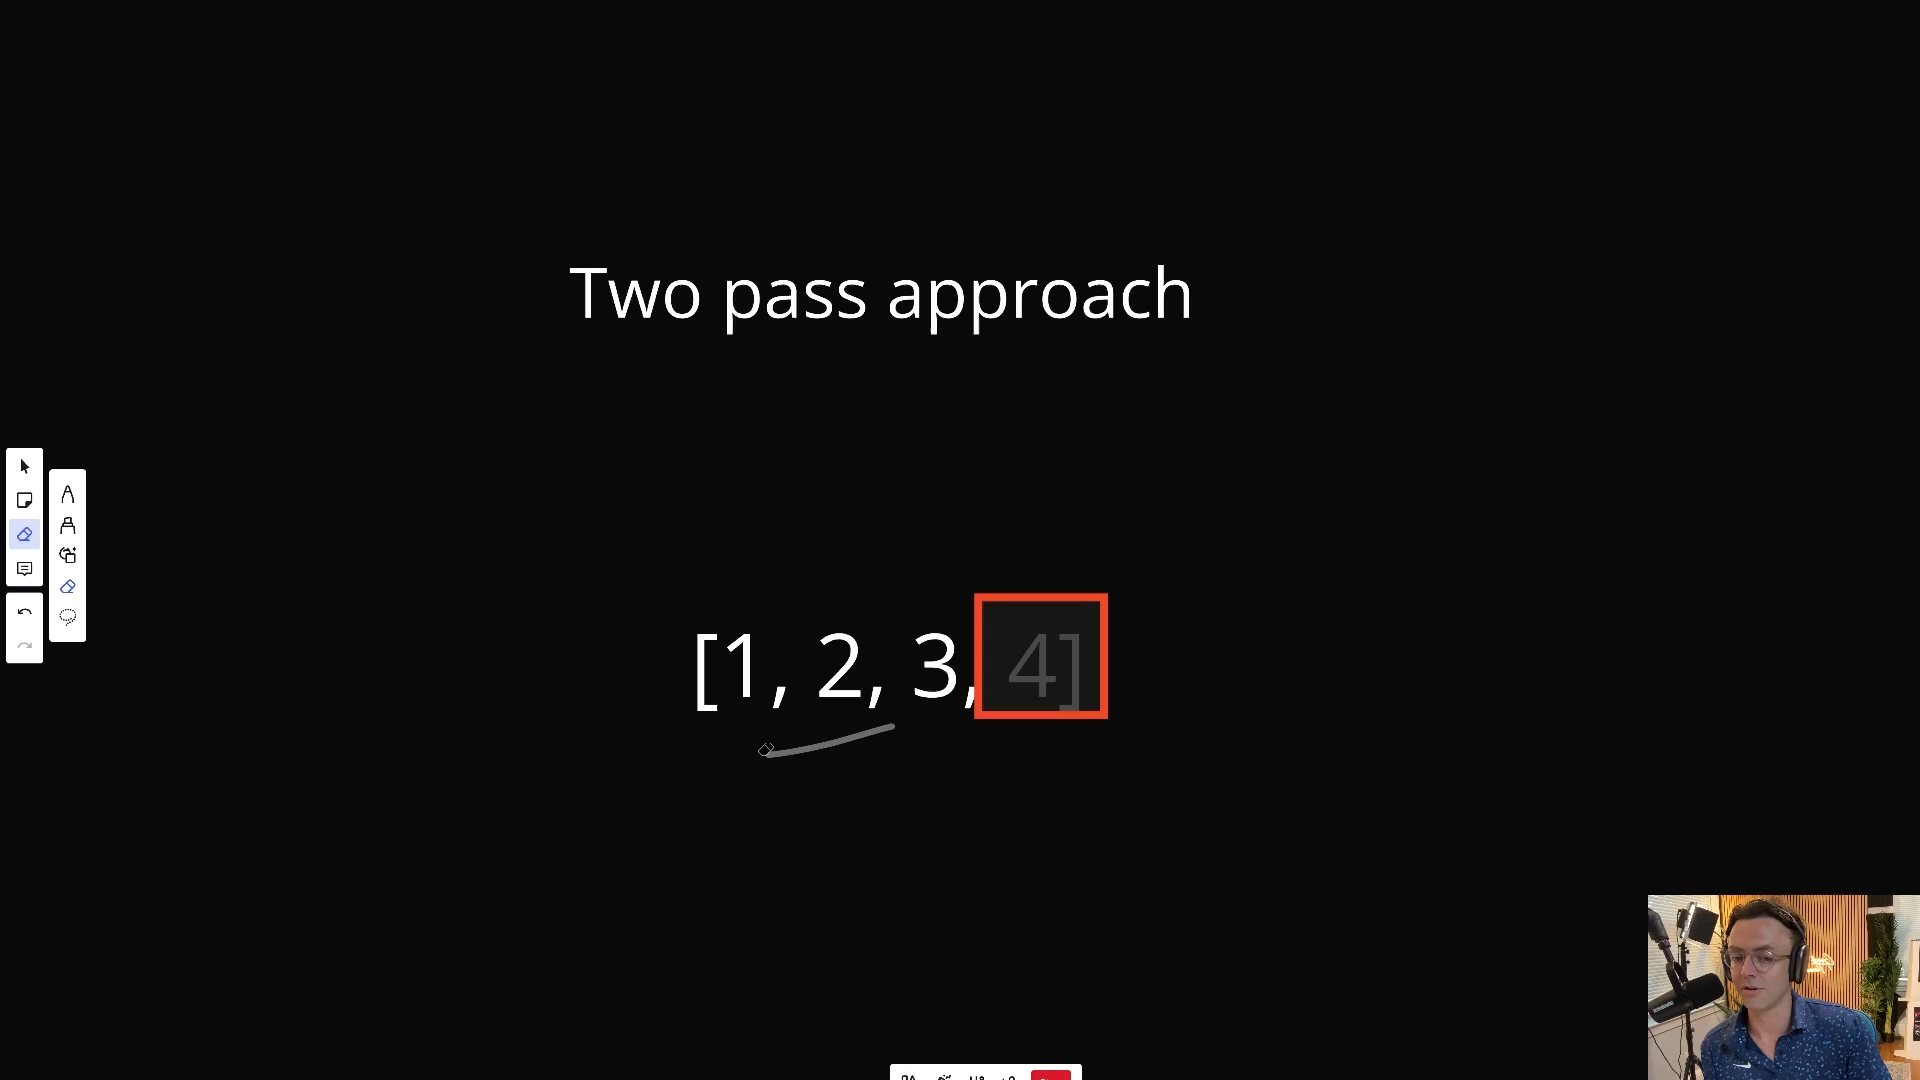 Two pass approach
[1, 2, 3, 4]